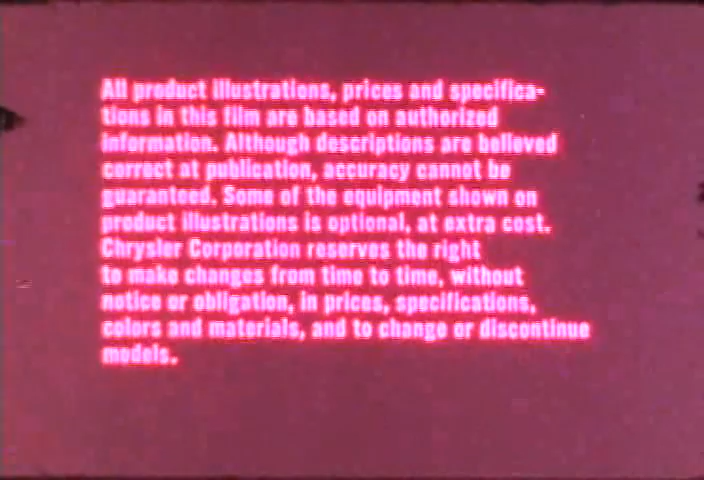 All product illustrations, prices and specifica-
tions in this film are based on authorized
information. Although descriptions are believed
correct at publication, accuracy cannot be
guaranteed. Some of the equipment shown on
product illustrations is optional, at extra cost.
Chrysler Corporation reserves the right
to make changes from time to time, without
notice or obligation, in prices, specifications,
colors and materials, and to change or discontinue
models.